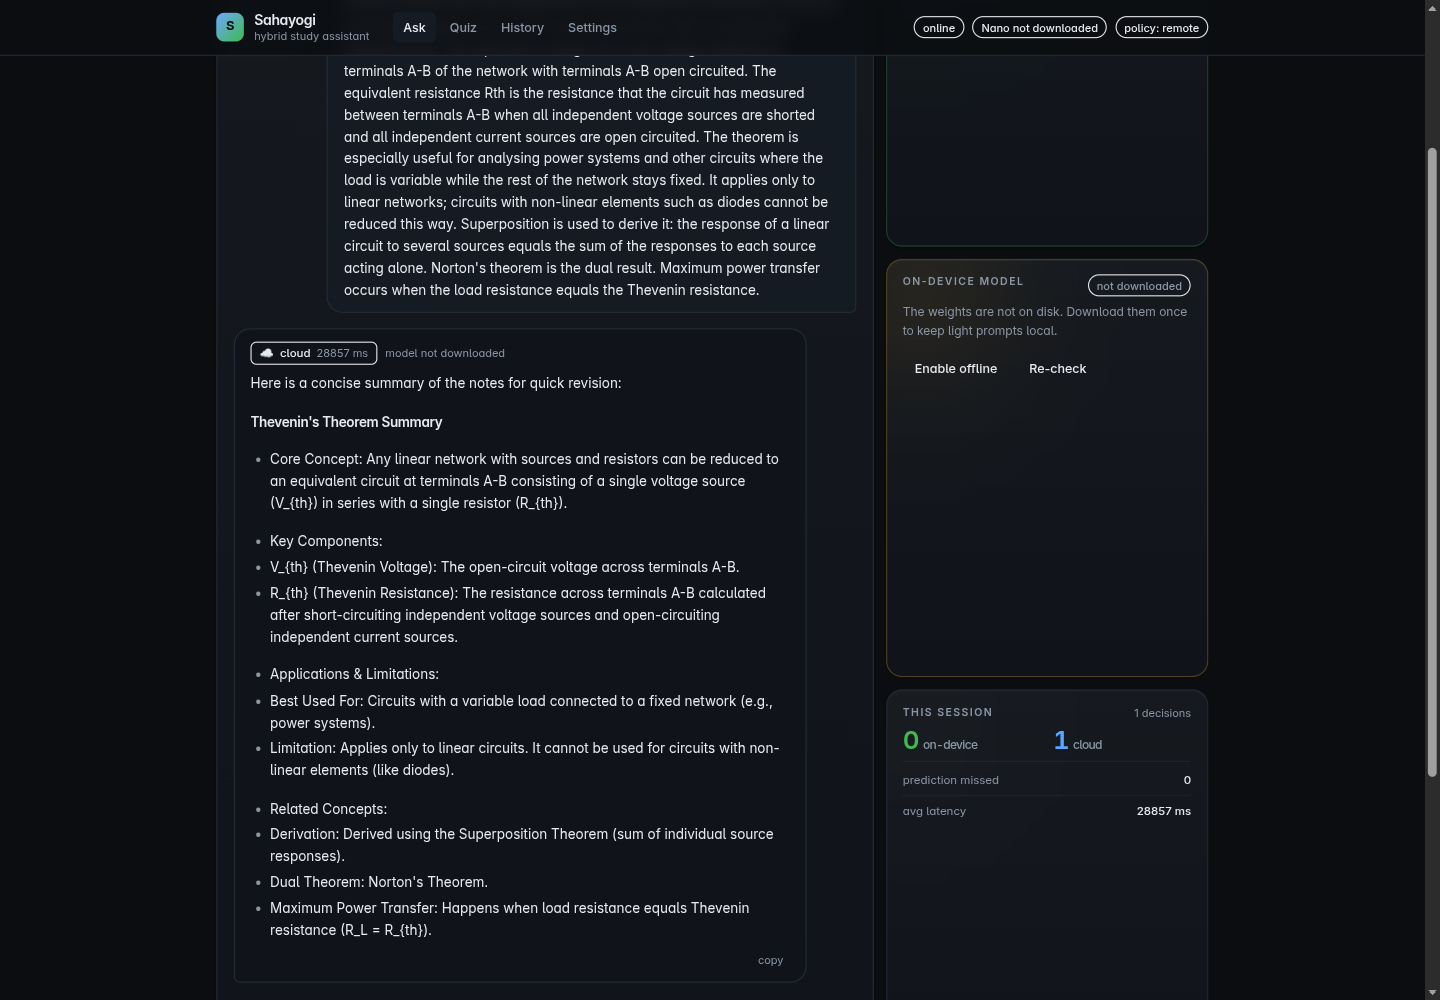 S
Sahayogi
hybrid study assistant
Ask
Quiz
History
Settings
online
Nano not downloaded
policy: remote
terminals A-B of the network with terminals A-B open circuited. The
equivalent resistance Rth is the resistance that the circuit has measured
between terminals A-B when all independent voltage sources are shorted
and all independent current sources are open circuited. The theorem is
especially useful for analysing power systems and other circuits where the
load is variable while the rest of the network stays fixed. It applies only to
linear networks; circuits with non-linear elements such as diodes cannot be
reduced this way. Superposition is used to derive it: the response of a linear
circuit to several sources equals the sum of the responses to each source
acting alone. Norton's theorem is the dual result. Maximum power transfer
occurs when the load resistance equals the Thevenin resistance.
cloud 28857 ms model not downloaded
Here is a concise summary of the notes for quick revision:
Thevenin's Theorem Summary
• Core Concept: Any linear network with sources and resistors can be reduced to
an equivalent circuit at terminals A-B consisting of a single voltage source
(V_{th}) in series with a single resistor (R_{th}).
• Key Components:
• V_{th} (Thevenin Voltage): The open-circuit voltage across terminals A-B.
• R_{th} (Thevenin Resistance): The resistance across terminals A-B calculated
after short-circuiting independent voltage sources and open-circuiting
independent current sources.
• Applications & Limitations:
• Best Used For: Circuits with a variable load connected to a fixed network (e.g.,
power systems).
• Limitation: Applies only to linear circuits. It cannot be used for circuits with non-
linear elements (like diodes).
• Related Concepts:
• Derivation: Derived using the Superposition Theorem (sum of individual source
responses).
• Dual Theorem: Norton's Theorem.
• Maximum Power Transfer: Happens when load resistance equals Thevenin
resistance (R_L = R_{th}).
copy
ON-DEVICE MODEL
not downloaded
The weights are not on disk. Download them once
to keep light prompts local.
Enable offline
Re-check
THIS SESSION
1 decisions
0 on-device
1 cloud
prediction missed 0
avg latency 28857 ms